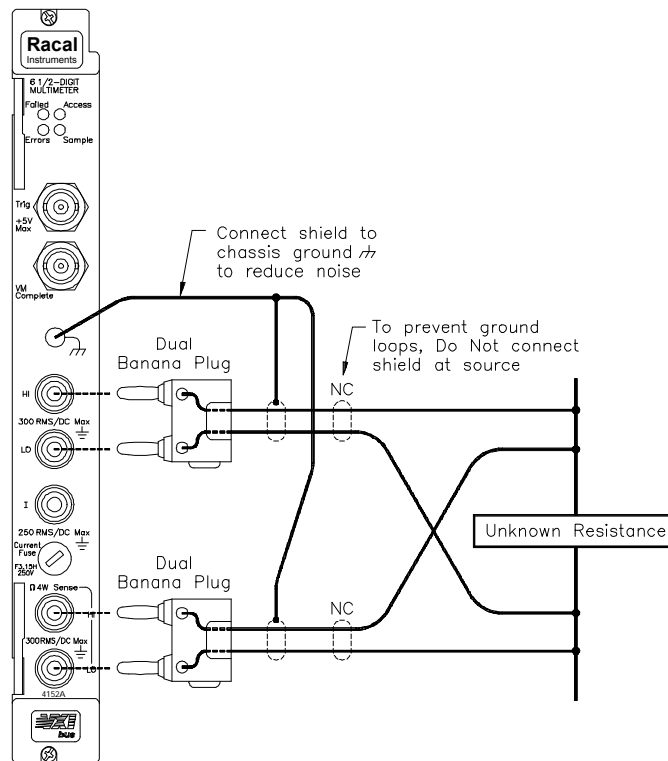 Racal
Instruments
6 1/2-DIGIT
MULTIMETER
Failed Access
Errors Sample
Trig
+5V
Max
VM
Complete
Connect shield to
chassis ground
to reduce noise
Dual
Banana Plug
To prevent ground
loops, Do Not connect
shield at source
NC
HI
300 RMS/DC Max
LO
I
250 RMS/DC Max
Current
Fuse
F3.15H
250V
Unknown Resistance
Dual
Banana Plug
NC
Ω 4W Sense
HI
300RMS/DC Max
LO
4152A
VXI
bus